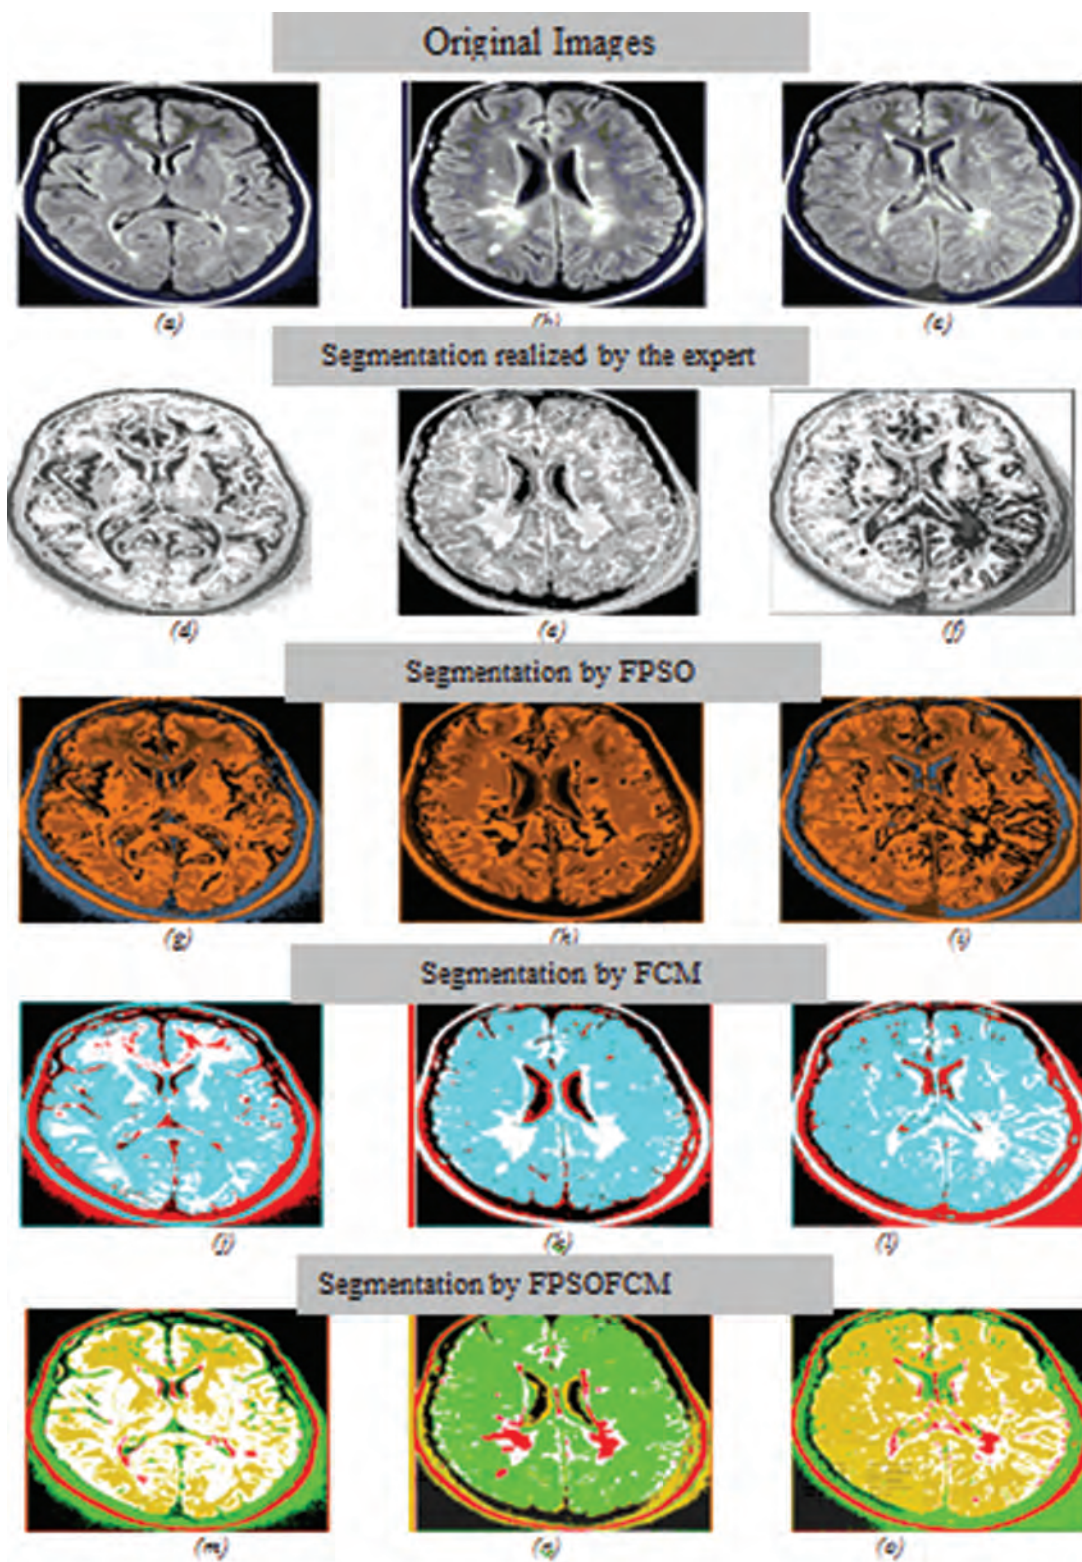 Original Images
(a) (b) (c)
Segmentation realized by the expert
(d) (e) (f)
Segmentation by FPSO
(g) (h) (i)
Segmentation by FCM
(j) (k) (l)
Segmentation by FPSOFCM
(m) (n) (o)